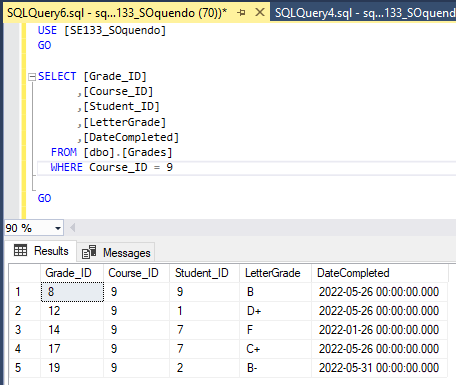 SQLQuery6.sql - sq...133_SOquendo (70))* SQLQuery4.sql - sq...133_SOquend
USE [SE133_SOquendo]
GO
SELECT [Grade_ID]
,[Course_ID]
,[Student_ID]
,[LetterGrade]
,[DateCompleted]
FROM [dbo].[Grades]
WHERE Course_ID = 9
GO
90 %
Results Messages
Grade_ID Course_ID Student_ID LetterGrade DateCompleted
1 8 9 9 B 2022-05-26 00:00:00.000
2 12 9 1 D+ 2022-05-26 00:00:00.000
3 14 9 7 F 2022-01-26 00:00:00.000
4 17 9 7 C+ 2022-05-26 00:00:00.000
5 19 9 2 B- 2022-05-31 00:00:00.000